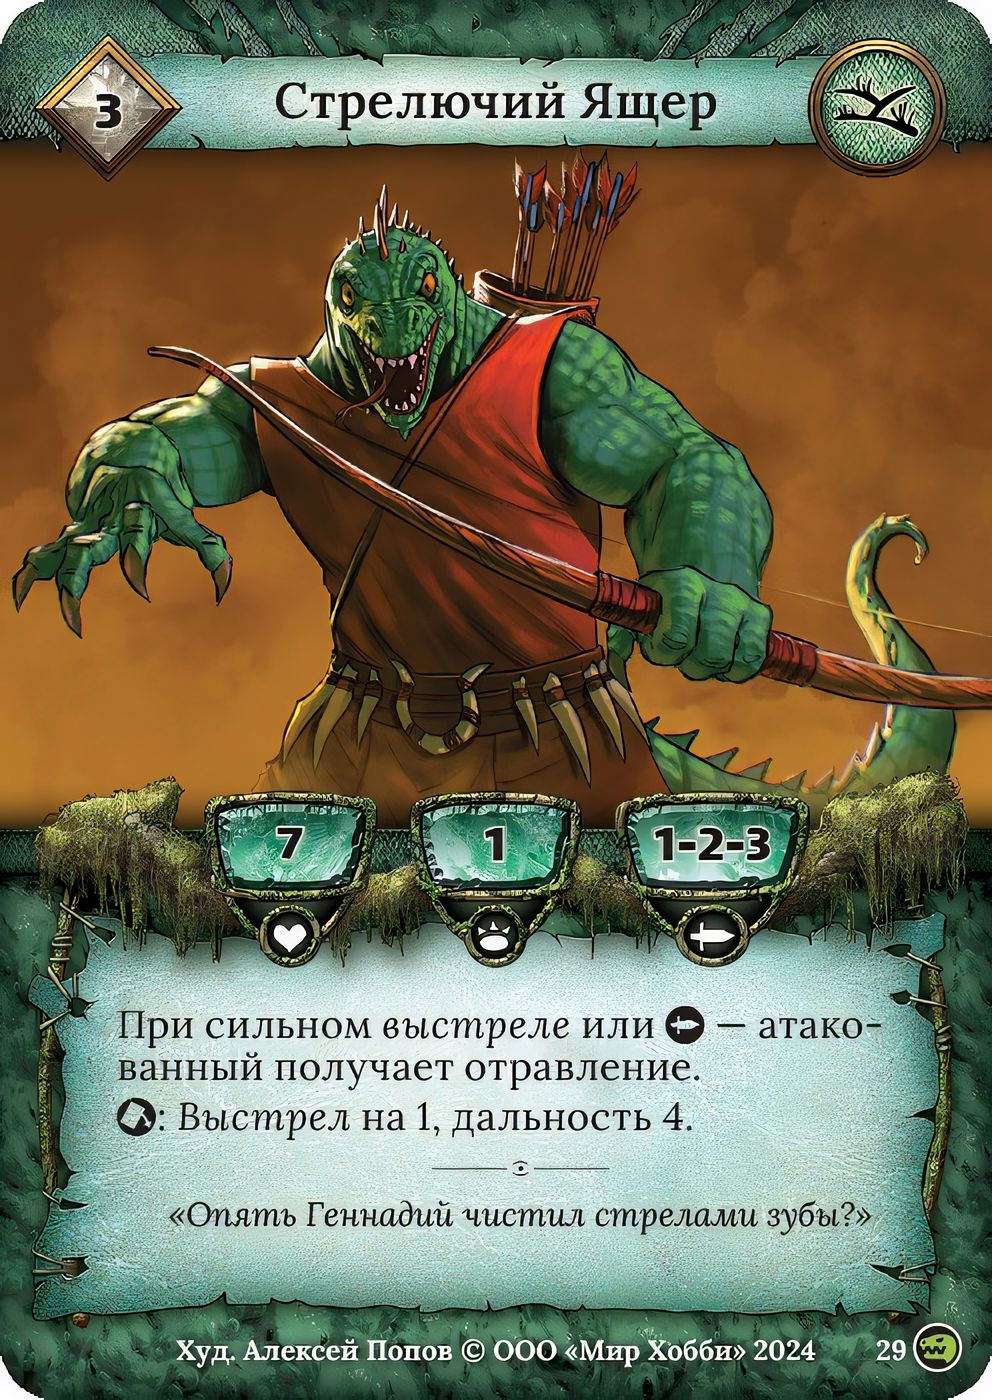 3
Стрелючий Ящер
7
1
1-2-3
При сильном выстреле или — атако-
ванный получает отравление.
: Выстрел на 1, дальность 4.
«Опять Геннадий чистил стрелами зубы?»
Худ. Алексей Попов © ООО «Мир Хобби» 2024
29